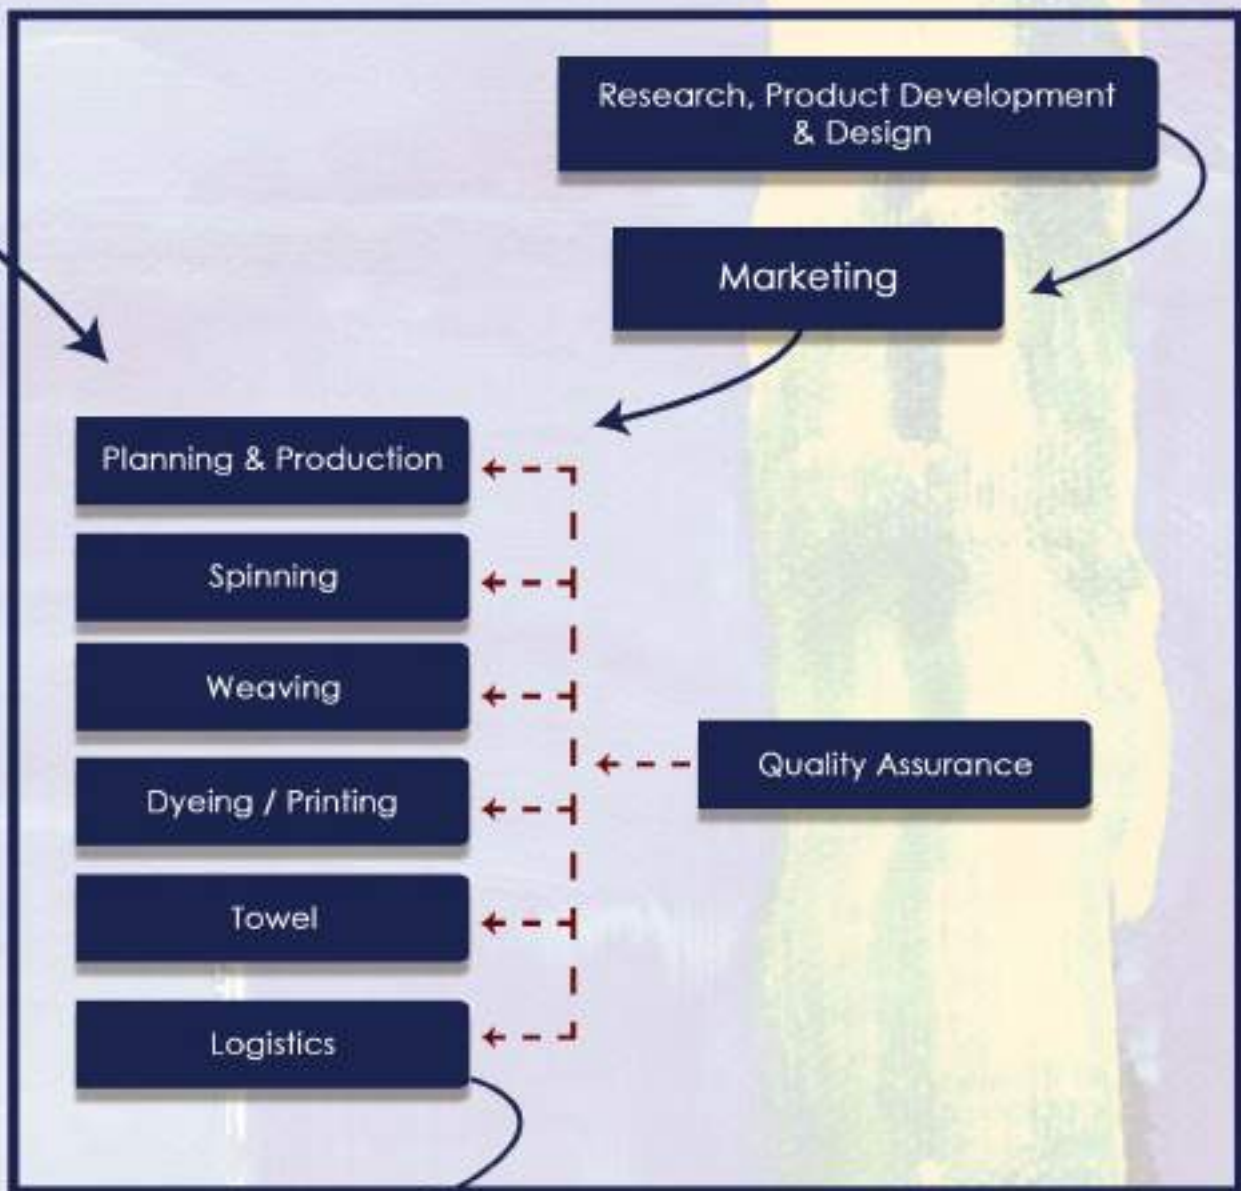 Research, Product Development
& Design
Marketing
Planning & Production
Spinning
Weaving
Dyeing / Printing
Towel
Logistics
Quality Assurance